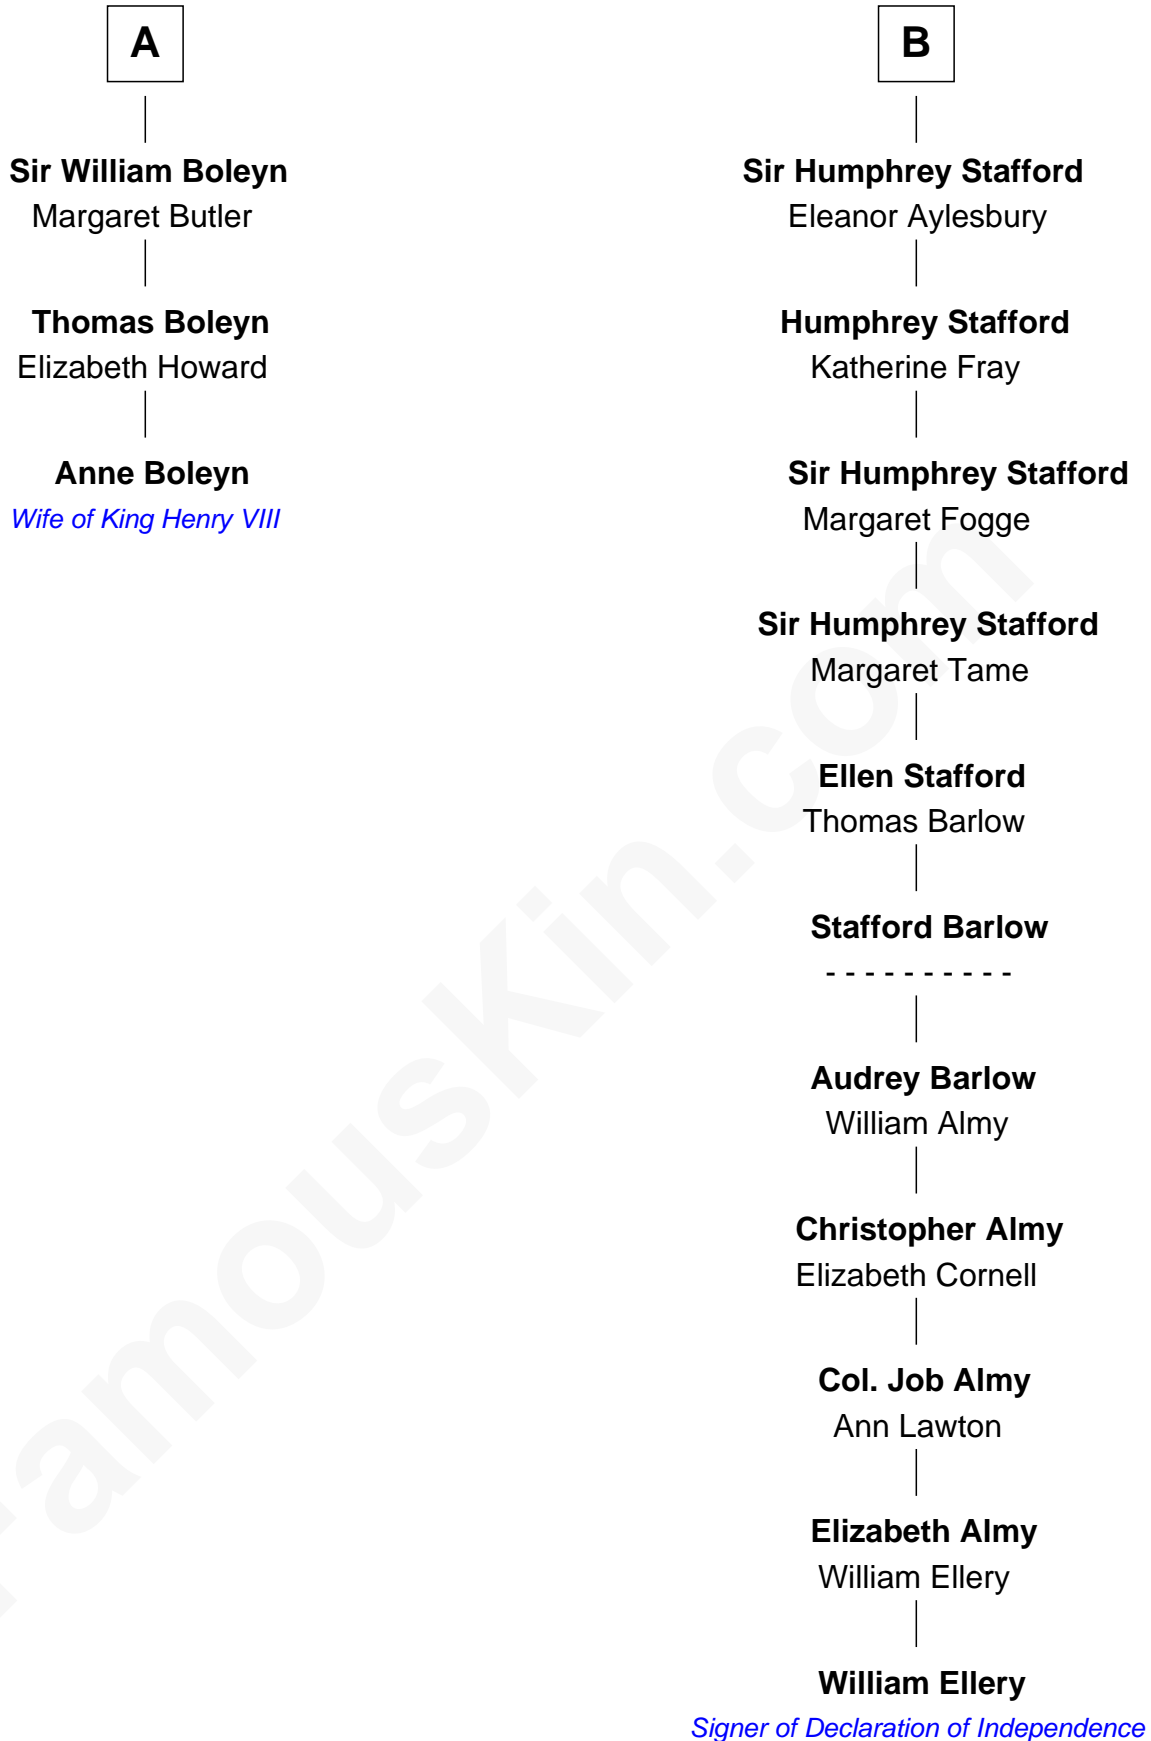 A
Sir William Boleyn
Margaret Butler
Thomas Boleyn
Elizabeth Howard
Anne Boleyn
Wife of King Henry VIII
B
Sir Humphrey Stafford
Eleanor Aylesbury
Humphrey Stafford
Katherine Fray
Sir Humphrey Stafford
Margaret Fogge
Sir Humphrey Stafford
Margaret Tame
Ellen Stafford
Thomas Barlow
Stafford Barlow
- - - - - - - - - -
Audrey Barlow
William Almy
Christopher Almy
Elizabeth Cornell
Col. Job Almy
Ann Lawton
Elizabeth Almy
William Ellery
William Ellery
Signer of Declaration of Independence
FamousKin.com